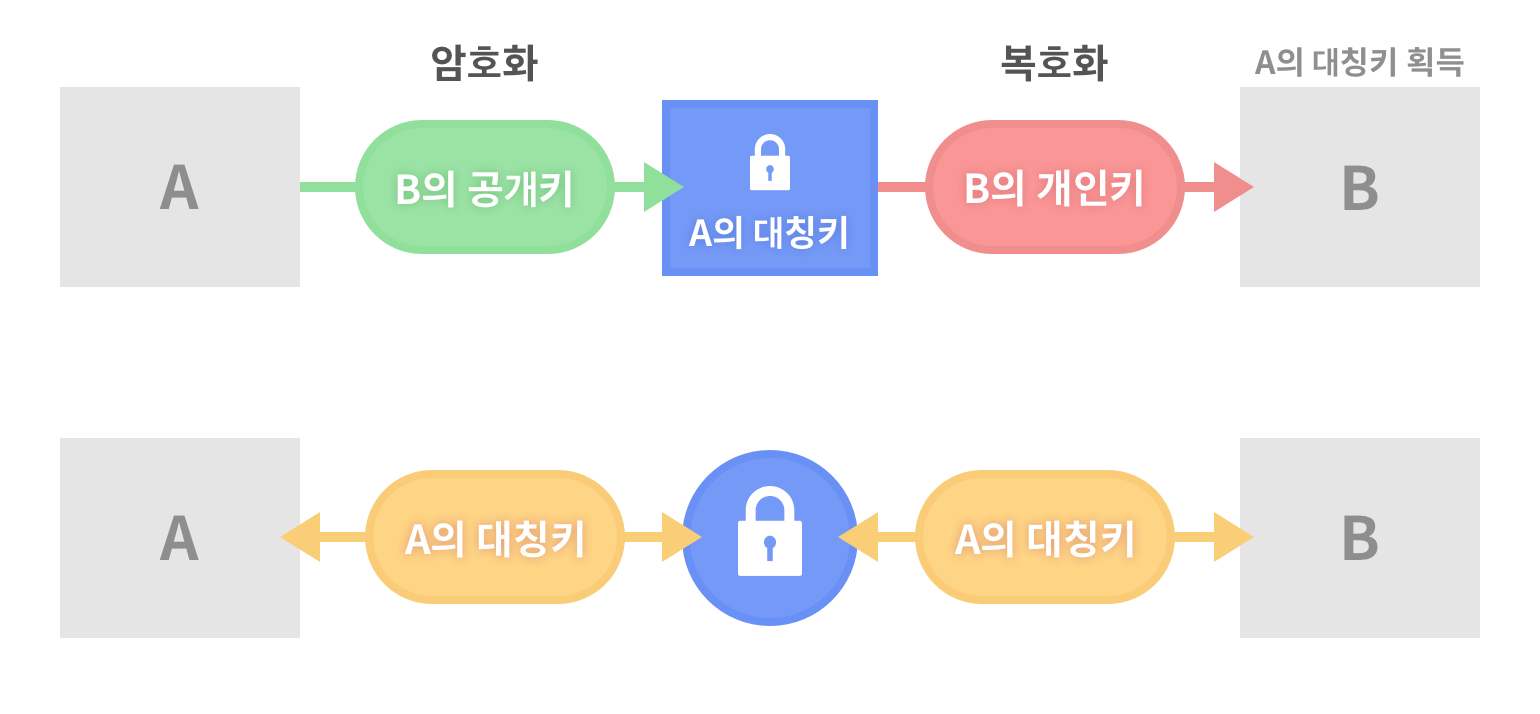 암호화
복호화
A의 대칭키 획득
A
B의 공개키
A의 대칭키
B의 개인키
B
A
A의 대칭키
A의 대칭키
B